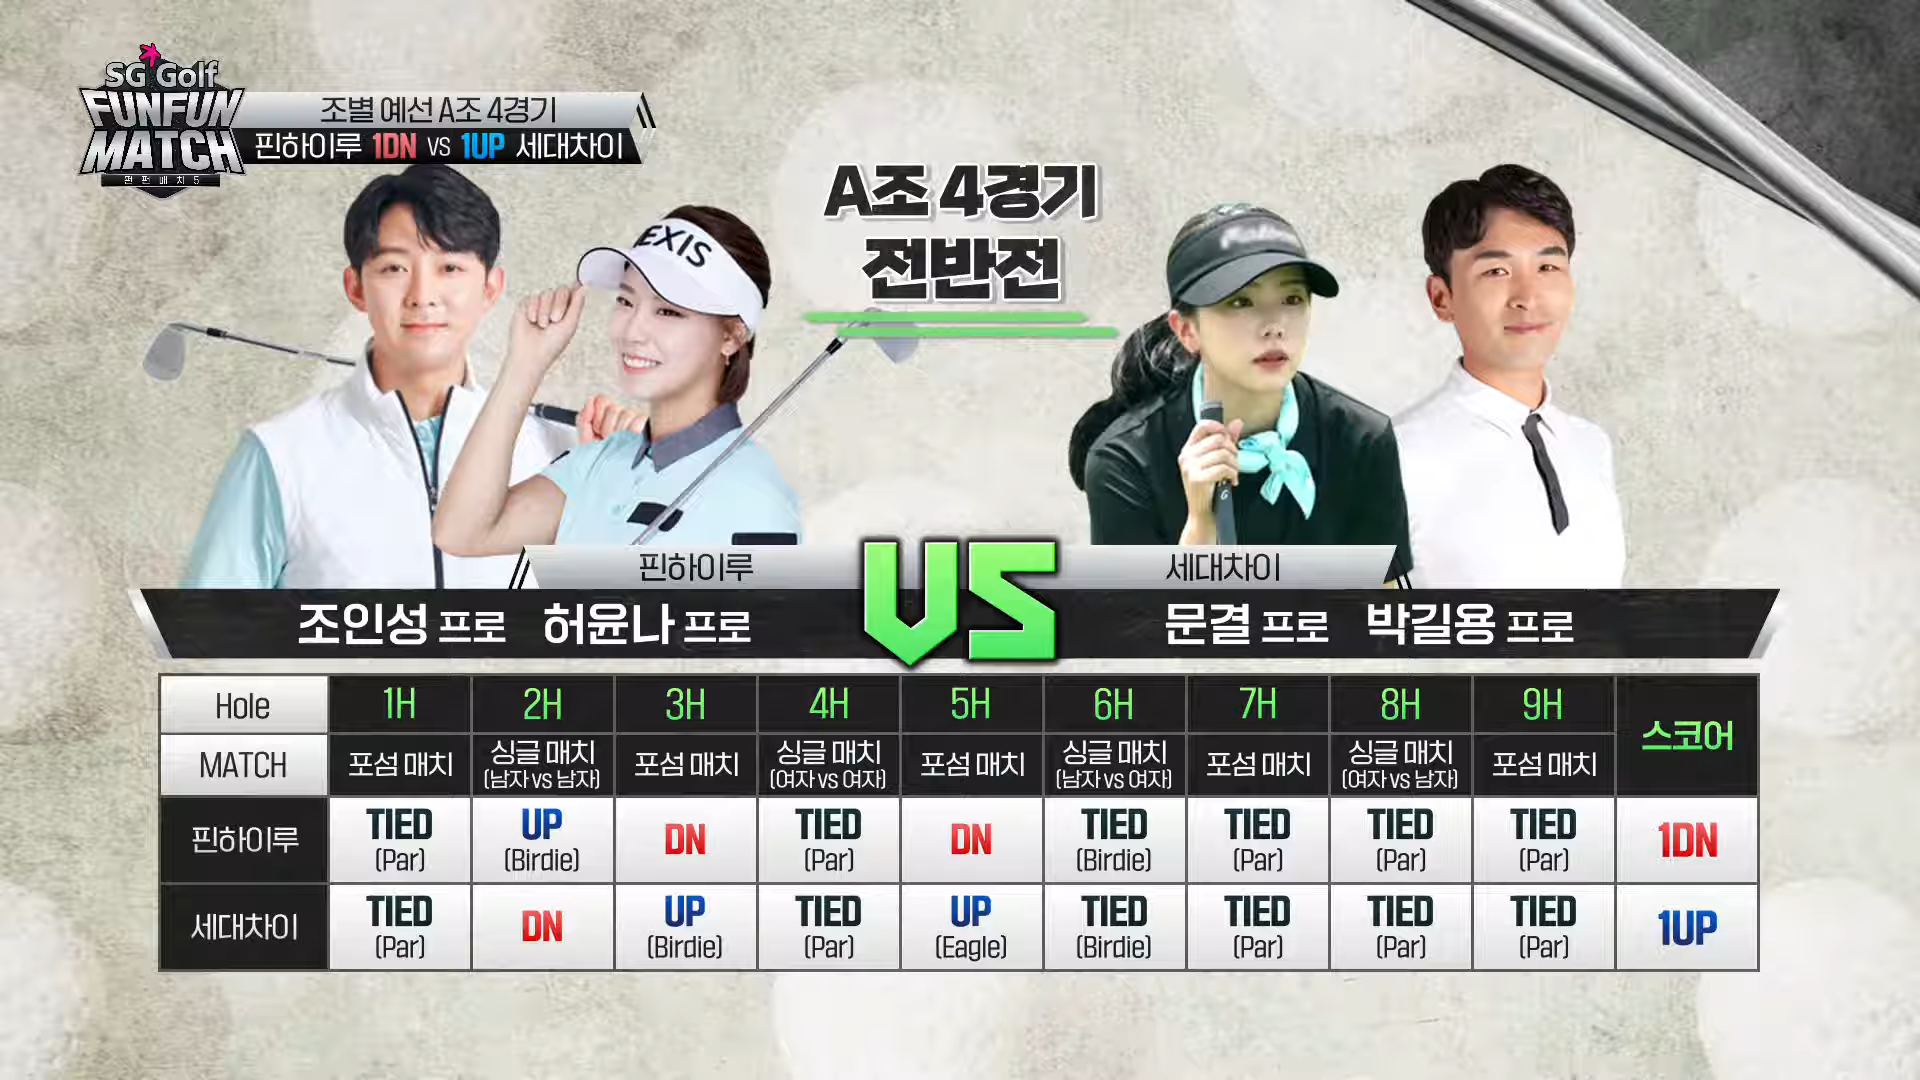 SG Golf
FUNFUN
MATCH
펀펀매치5
조별 예선 A조 4경기
핀하이루 1DN VS 1UP 세대차이
A조 4경기
전반전
EXIS
핀하이루
VS
세대차이
조인성 프로 허윤나 프로
문결 프로 박길용 프로
Hole 1H 2H 3H 4H 5H 6H 7H 8H 9H 스코어
MATCH 포섬 매치 싱글 매치 (남자 vs 남자) 포섬 매치 싱글 매치 (여자 vs 여자) 포섬 매치 싱글 매치 (남자 vs 여자) 포섬 매치 싱글 매치 (여자 vs 남자) 포섬 매치
핀하이루 TIED (Par) UP (Birdie) DN TIED (Par) DN TIED (Birdie) TIED (Par) TIED (Par) TIED (Par) 1DN
세대차이 TIED (Par) DN UP (Birdie) TIED (Par) UP (Eagle) TIED (Birdie) TIED (Par) TIED (Par) TIED (Par) 1UP